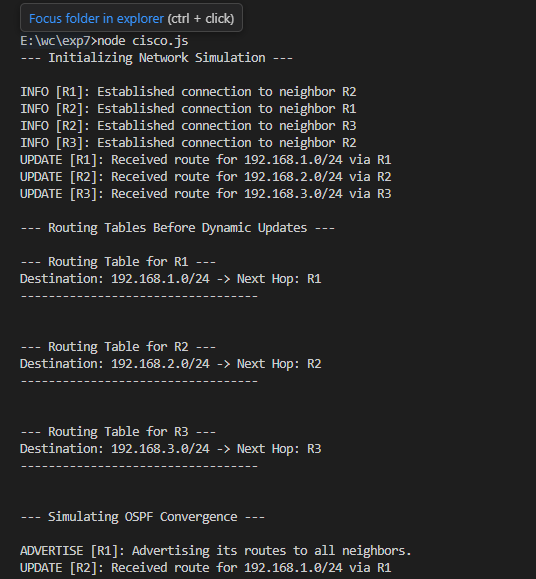 Focus folder in explorer (ctrl + click)
E:\wc\exp7>node cisco.js
--- Initializing Network Simulation ---
INFO [R1]: Established connection to neighbor R2
INFO [R2]: Established connection to neighbor R1
INFO [R2]: Established connection to neighbor R3
INFO [R3]: Established connection to neighbor R2
UPDATE [R1]: Received route for 192.168.1.0/24 via R1
UPDATE [R2]: Received route for 192.168.2.0/24 via R2
UPDATE [R3]: Received route for 192.168.3.0/24 via R3
--- Routing Tables Before Dynamic Updates ---
--- Routing Table for R1 ---
Destination: 192.168.1.0/24 -> Next Hop: R1
----------------------------------
--- Routing Table for R2 ---
Destination: 192.168.2.0/24 -> Next Hop: R2
----------------------------------
--- Routing Table for R3 ---
Destination: 192.168.3.0/24 -> Next Hop: R3
----------------------------------
--- Simulating OSPF Convergence ---
ADVERTISE [R1]: Advertising its routes to all neighbors.
UPDATE [R2]: Received route for 192.168.1.0/24 via R1